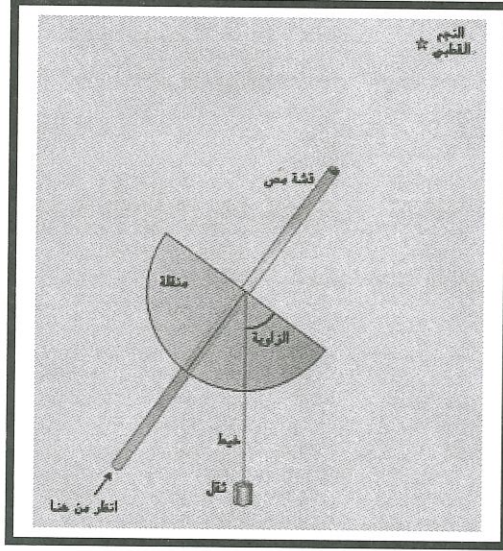 النجم
القطبي
قشة مص
منقلة
الزاوية
خيط
ثقل
انظر من هنا